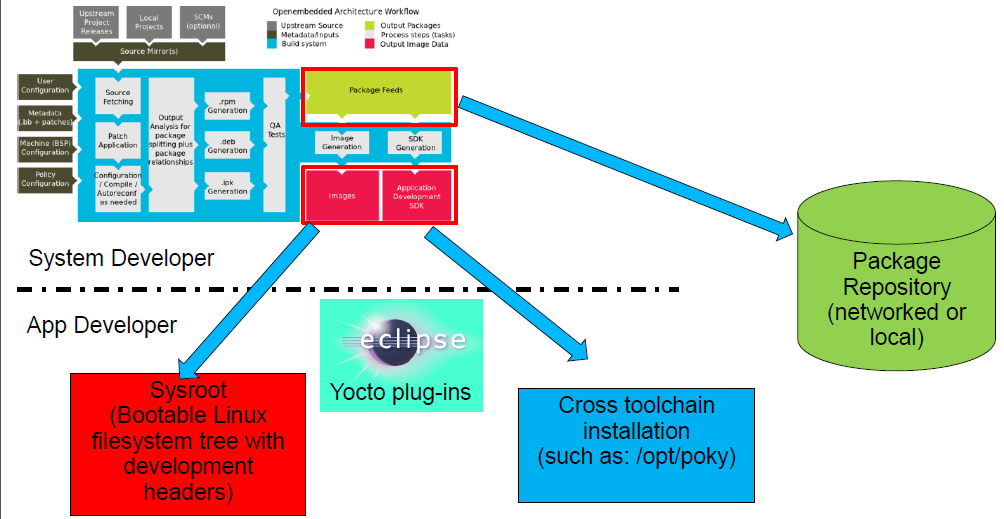 Openembedded Architecture Workflow
Upstream Source
Metadata/Inputs
Build system
Output Packages
Process steps (tasks)
Output Image Data
Upstream
Project
Releases
Local
Projects
SCMs
(optional)
Source Mirror(s)
User
Configuration
Metadata
(.bb + patches)
Machine (BSP)
Configuration
Policy
Configuration
Source
Fetching
Patch
Application
Configuration
/ Compile /
Autoreconf
as needed
Output
Analysis for
package
splitting plus
package
relationships
.rpm
Generation
.deb
Generation
.ipk
Generation
QA
Tests
Package Feeds
Image
Generation
SDK
Generation
Images
Application
Development
SDK
System Developer
App Developer
eclipse
Yocto plug-ins
Sysroot
(Bootable Linux
filesystem tree with
development
headers)
Cross toolchain
installation
(such as: /opt/poky)
Package
Repository
(networked or
local)